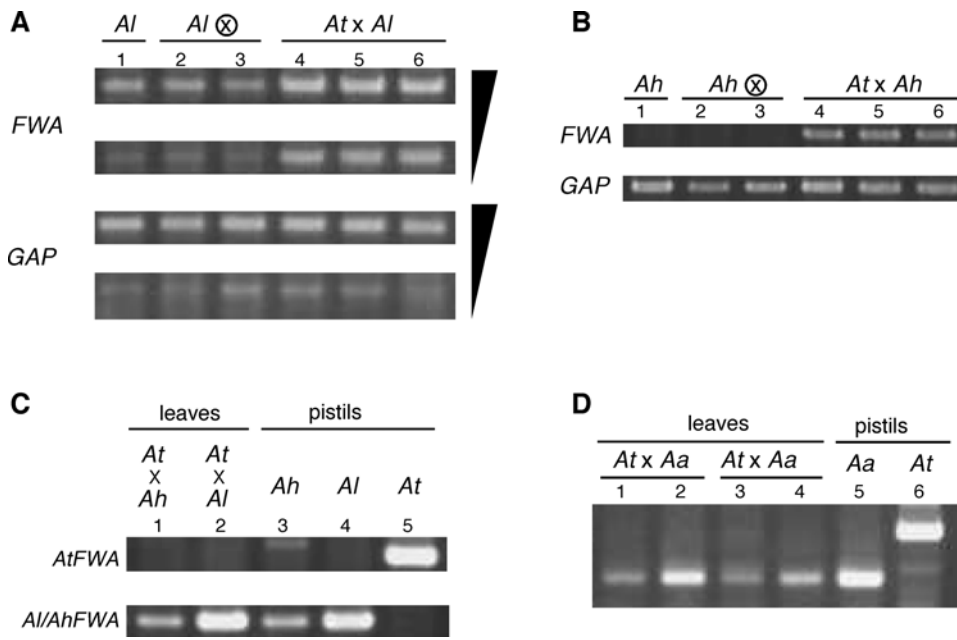 A
Al Al ⓧ At x Al
1 2 3 4 5 6
FWA
GAP
B
Ah Ah ⓧ At x Ah
1 2 3 4 5 6
FWA
GAP
C
leaves pistils
At x Ah At x Al Ah Al At
1 2 3 4 5
AtFWA
Al/AhFWA
D
leaves pistils
At x Aa At x Aa Aa At
1 2 3 4 5 6